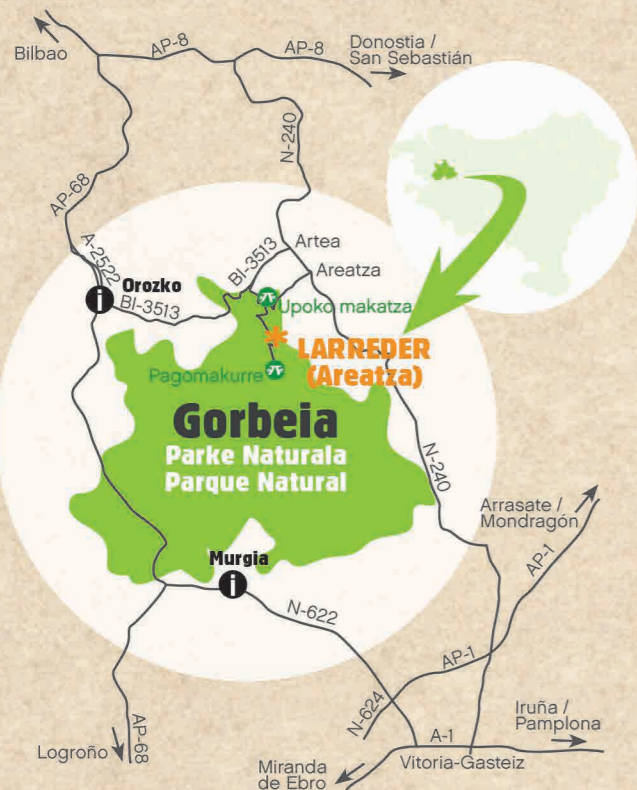 Bilbao
AP-8
AP-8
Donostia /
San Sebastián
N-240
AP-68
A-2522
BI-3513
Artea
Areatza
i
Orozko
BI-3513
Upoko makatza
LARREDER
(Areatza)
Pagomakurre
Gorbeia
Parke Naturala
Parque Natural
N-240
Arrasate /
Mondragón
AP-1
Murgia
i
N-622
AP-1
N-624
AP-68
Logroño
Iruña /
Pamplona
A-1
Miranda
de Ebro
Vitoria-Gasteiz